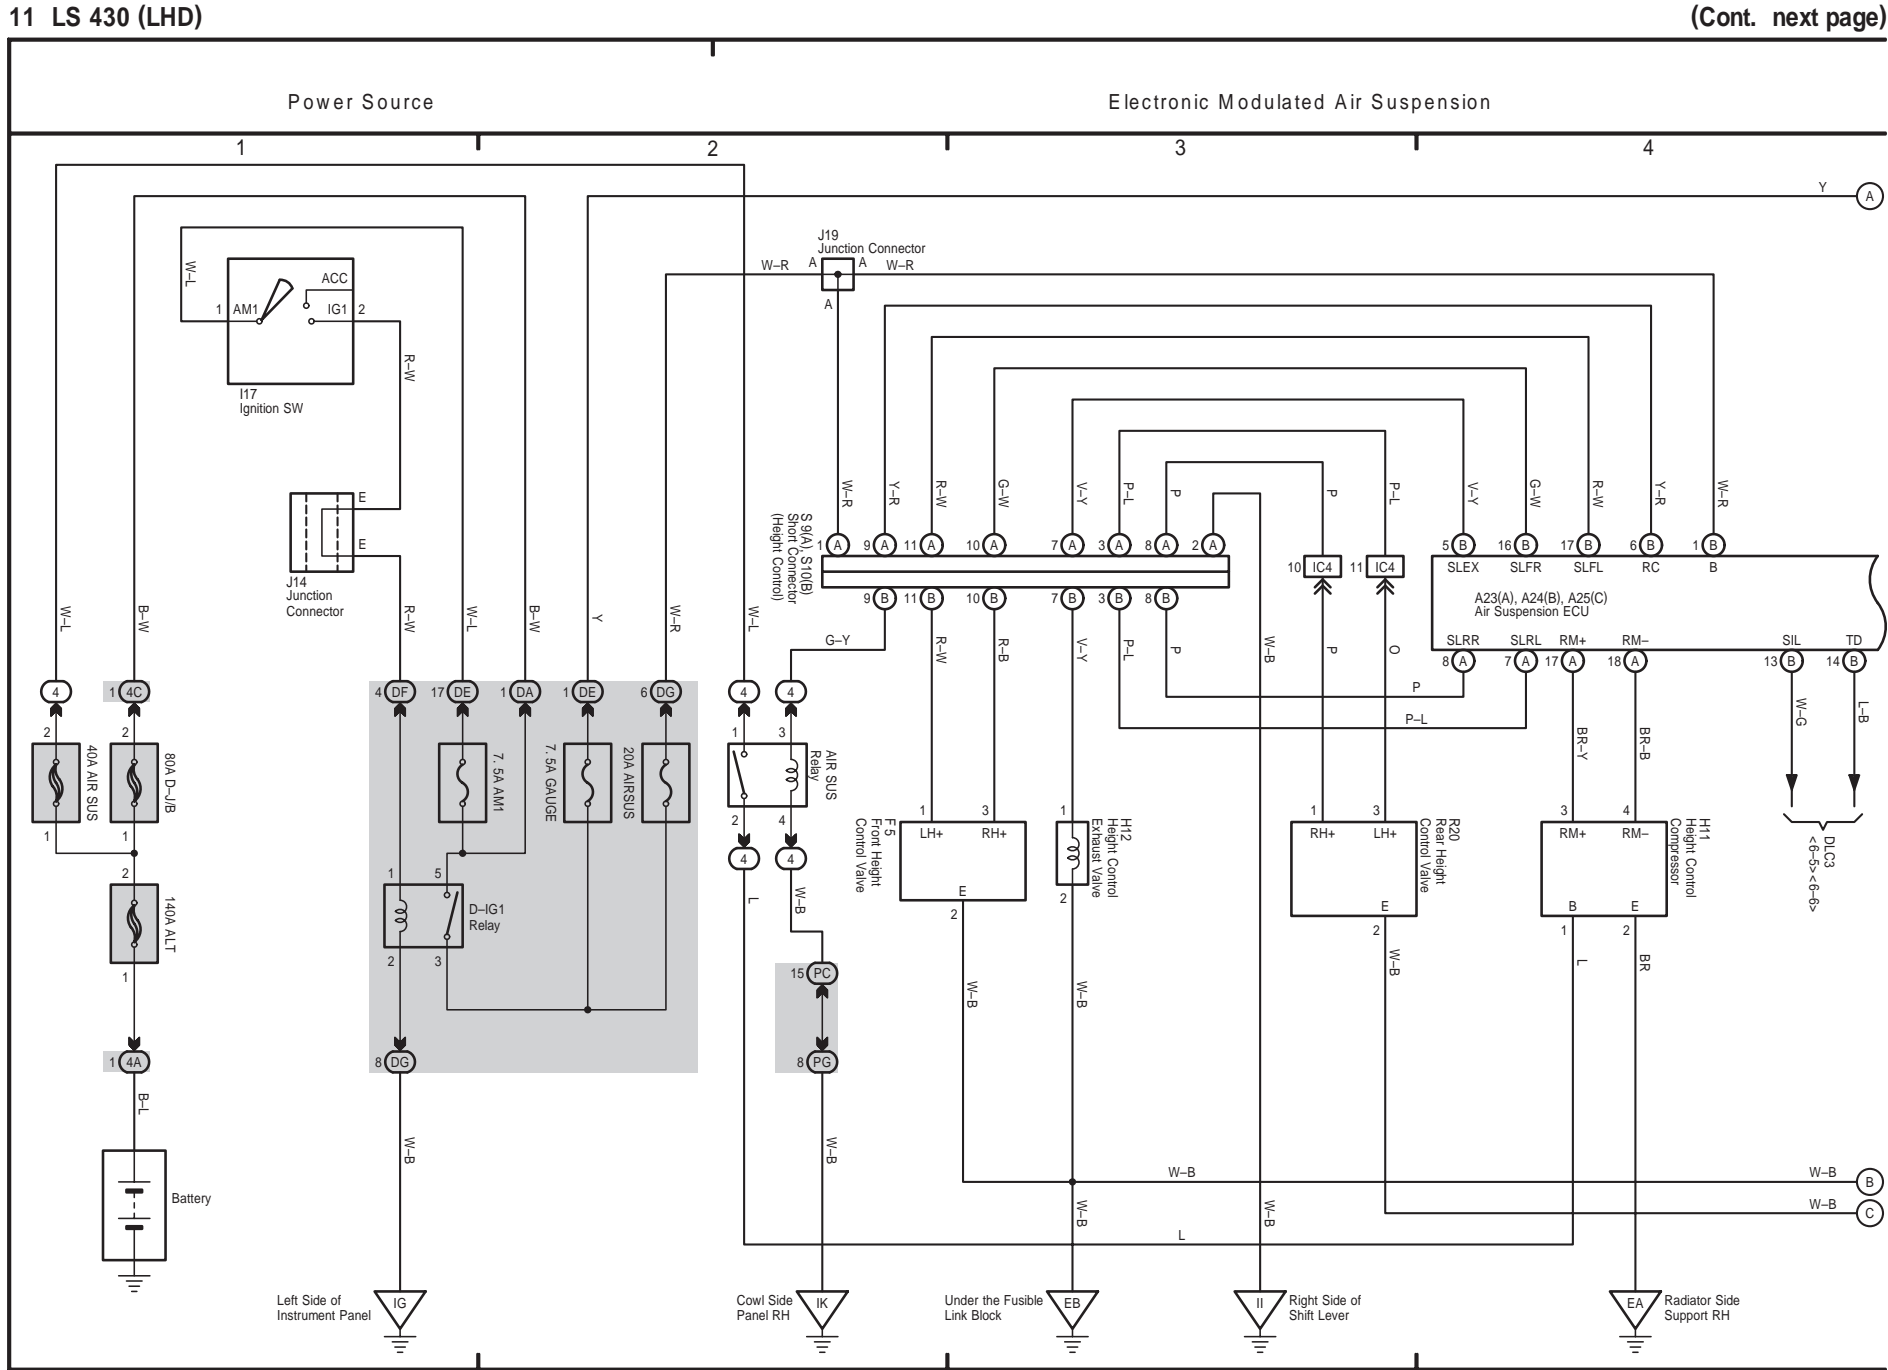 11 LS 430 (LHD)
(Cont. next page)
Power Source
Electronic Modulated Air Suspension
1
2
3
4
Y
A
J19
Junction Connector
W–R
A
A
W–R
A
W–L
ACC
1
AM1
IG1
2
R–W
I17
Ignition SW
E
E
J14
Junction
Connector
W–L
B–W
R–W
W–L
B–W
Y
W–R
W–L
W–R
Y–R
R–W
G–W
V–Y
P–L
P
P
P–L
V–Y
G–W
R–W
Y–R
W–R
S 9(A), S10(B)
Short Connector
(Height Control)
1 A
9 A
11 A
10 A
7 A
3 A
8 A
2 A
5 B
16 B
17 B
6 B
1 B
10 IC4
11 IC4
SLEX
SLFR
SLFL
RC
B
A23(A), A24(B), A25(C)
Air Suspension ECU
9 B
11 B
10 B
7 B
3 B
8 B
SLRR
SLRL
RM+
RM–
SIL
TD
8 A
7 A
17 A
18 A
13 B
14 B
G–Y
R–W
R–B
V–Y
P–L
P
W–B
P
O
P
P–L
BR–Y
BR–B
W–G
L–B
4
1 4C
4 DF
17 DE
1 DA
1 DE
6 DG
4
4
2
2
40A AIR SUS
80A D–J/B
7. 5A AM1
7. 5A GAUGE
20A AIRSUS
1
3
AIR SUS
Relay
2
4
1
1
4
4
1
3
F 5
Front Height
Control Valve
LH+
RH+
E
2
1
H12
Height Control
Exhaust Valve
2
1
3
R20
Rear Height
Control Valve
RH+
LH+
E
2
3
4
H11
Height Control
Compressor
RM+
RM–
B
E
1
2
DLC3
<6–5><6–6>
2
140A ALT
1
1
5
D–IG1
Relay
2
3
L
W–B
15 PC
8 PG
W–B
W–B
W–B
L
BR
1 4A
8 DG
B–L
W–B
W–B
Battery
W–B
W–B
B
W–B
C
W–B
W–B
L
Left Side of
Instrument Panel
IG
Cowl Side
Panel RH
IK
Under the Fusible
Link Block
EB
II
Right Side of
Shift Lever
EA
Radiator Side
Support RH